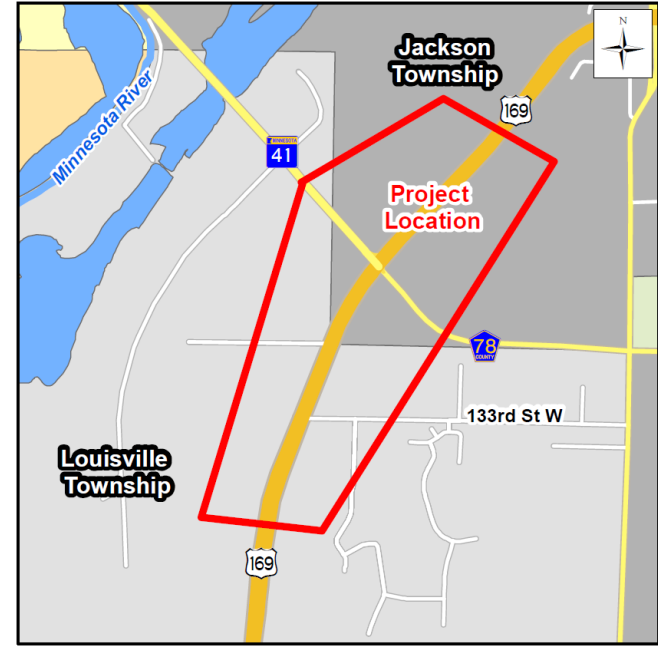 N
Jackson
Township
169
Minnesota River
MINNESOTA
41
Project
Location
78
COUNTY
133rd St W
Louisville
Township
169